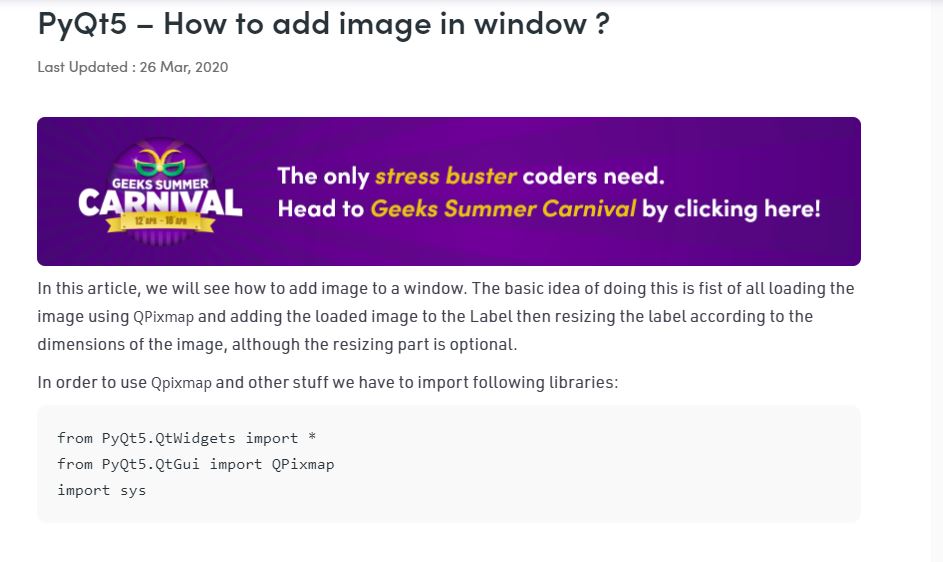 PyQt5 – How to add image in window ?
Last Updated : 26 Mar, 2020
GEEKS SUMMER
CARNIVAL
12 APR - 18 APR
The only stress buster coders need.
Head to Geeks Summer Carnival by clicking here!
In this article, we will see how to add image to a window. The basic idea of doing this is fist of all loading the
image using QPixmap and adding the loaded image to the Label then resizing the label according to the
dimensions of the image, although the resizing part is optional.
In order to use Qpixmap and other stuff we have to import following libraries:
from PyQt5.QtWidgets import *
from PyQt5.QtGui import QPixmap
import sys